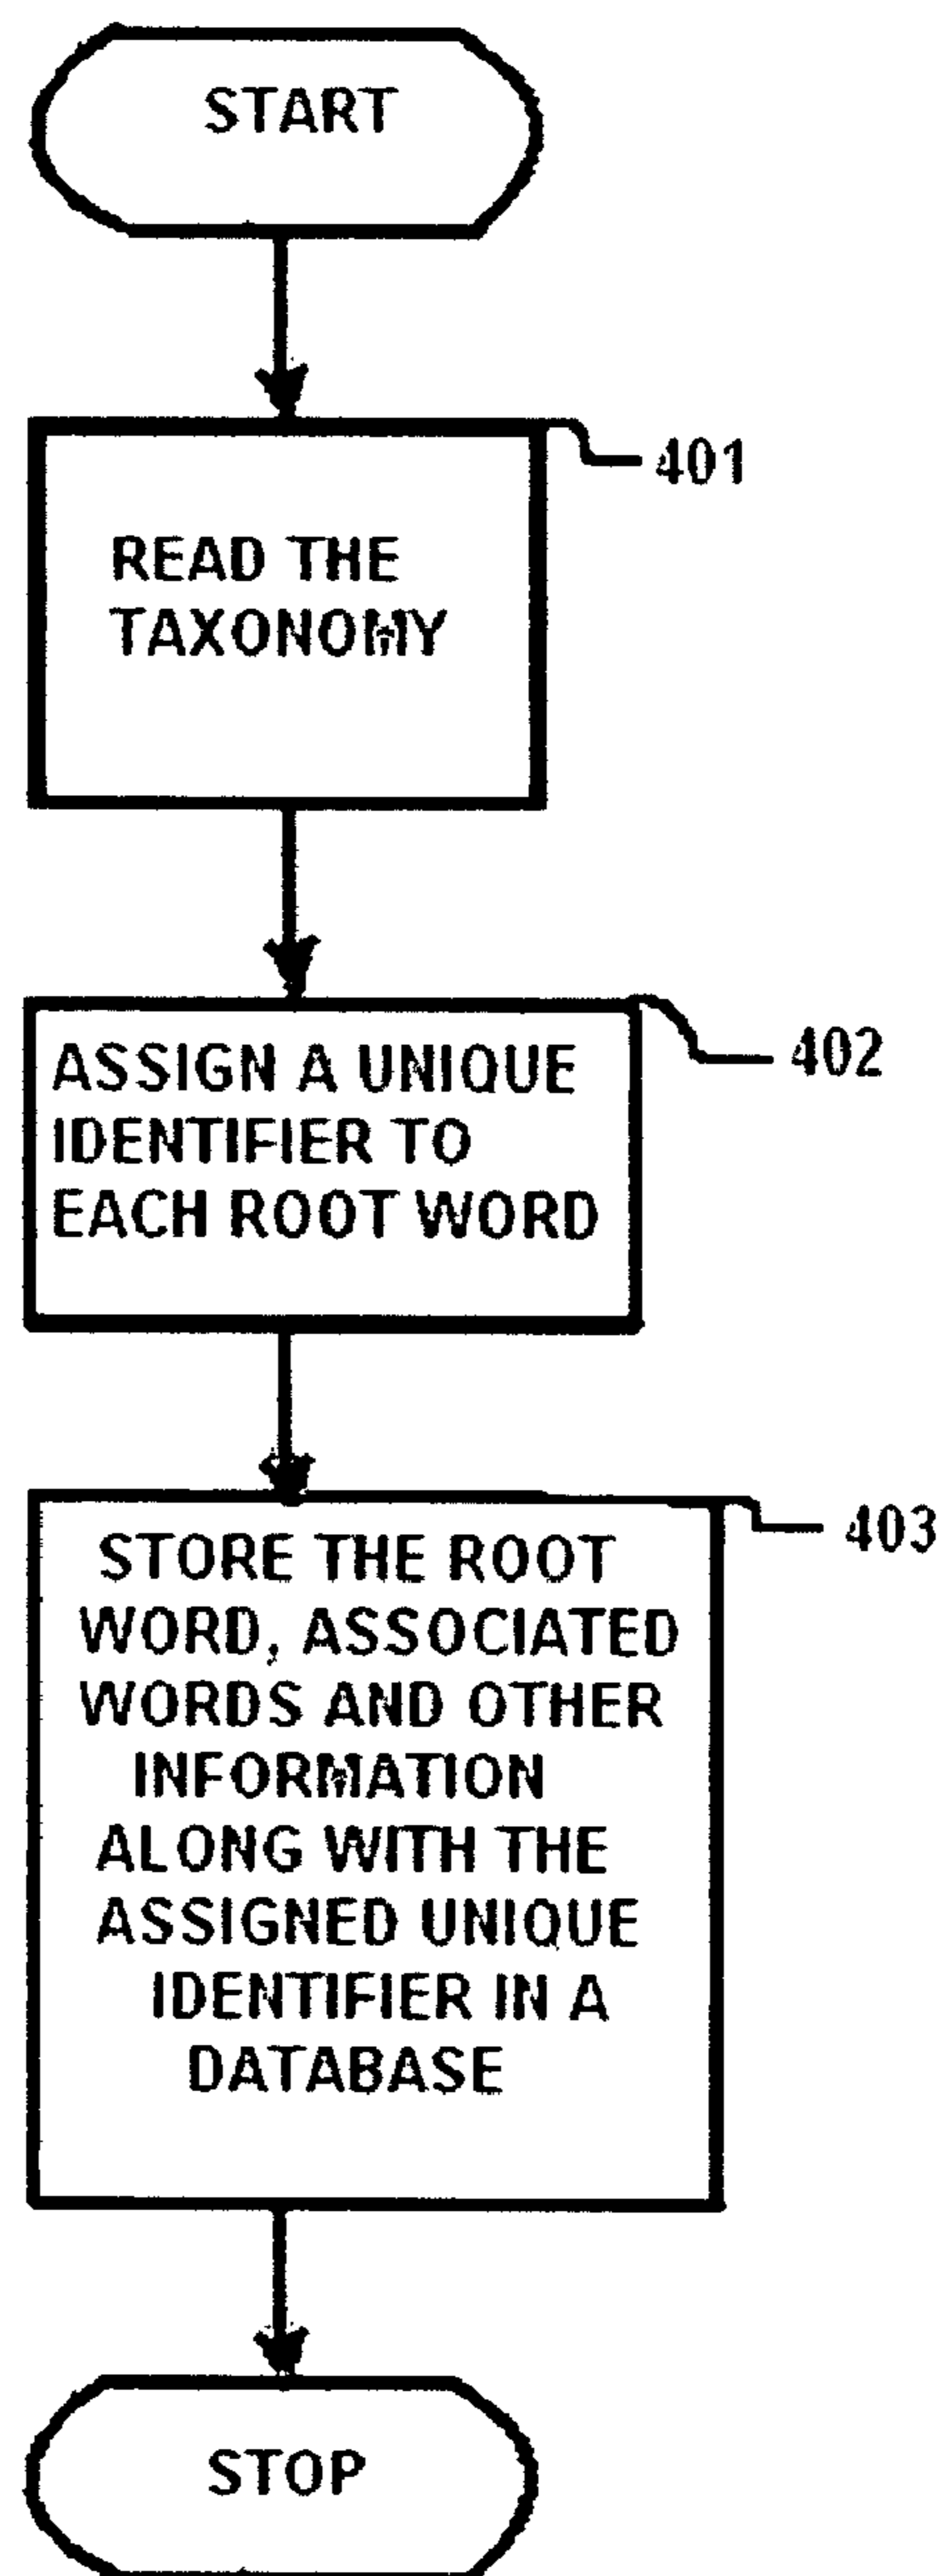 START
401
READ THE
TAXONOMY
402
ASSIGN A UNIQUE
IDENTIFIER TO
EACH ROOT WORD
403
STORE THE ROOT
WORD, ASSOCIATED
WORDS AND OTHER
INFORMATION
ALONG WITH THE
ASSIGNED UNIQUE
IDENTIFIER IN A
DATABASE
STOP